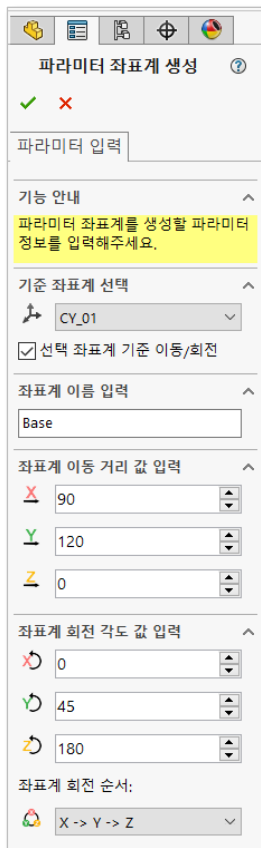 파라미터 좌표계 생성
파라미터 입력
기능 안내
파라미터 좌표계를 생성할 파라미터
정보를 입력해주세요.
기준 좌표계 선택
CY_01
선택 좌표계 기준 이동/회전
좌표계 이름 입력
Base
좌표계 이동 거리 값 입력
X 90
Y 120
Z 0
좌표계 회전 각도 값 입력
X 0
Y 45
Z 180
좌표계 회전 순서:
X -> Y -> Z